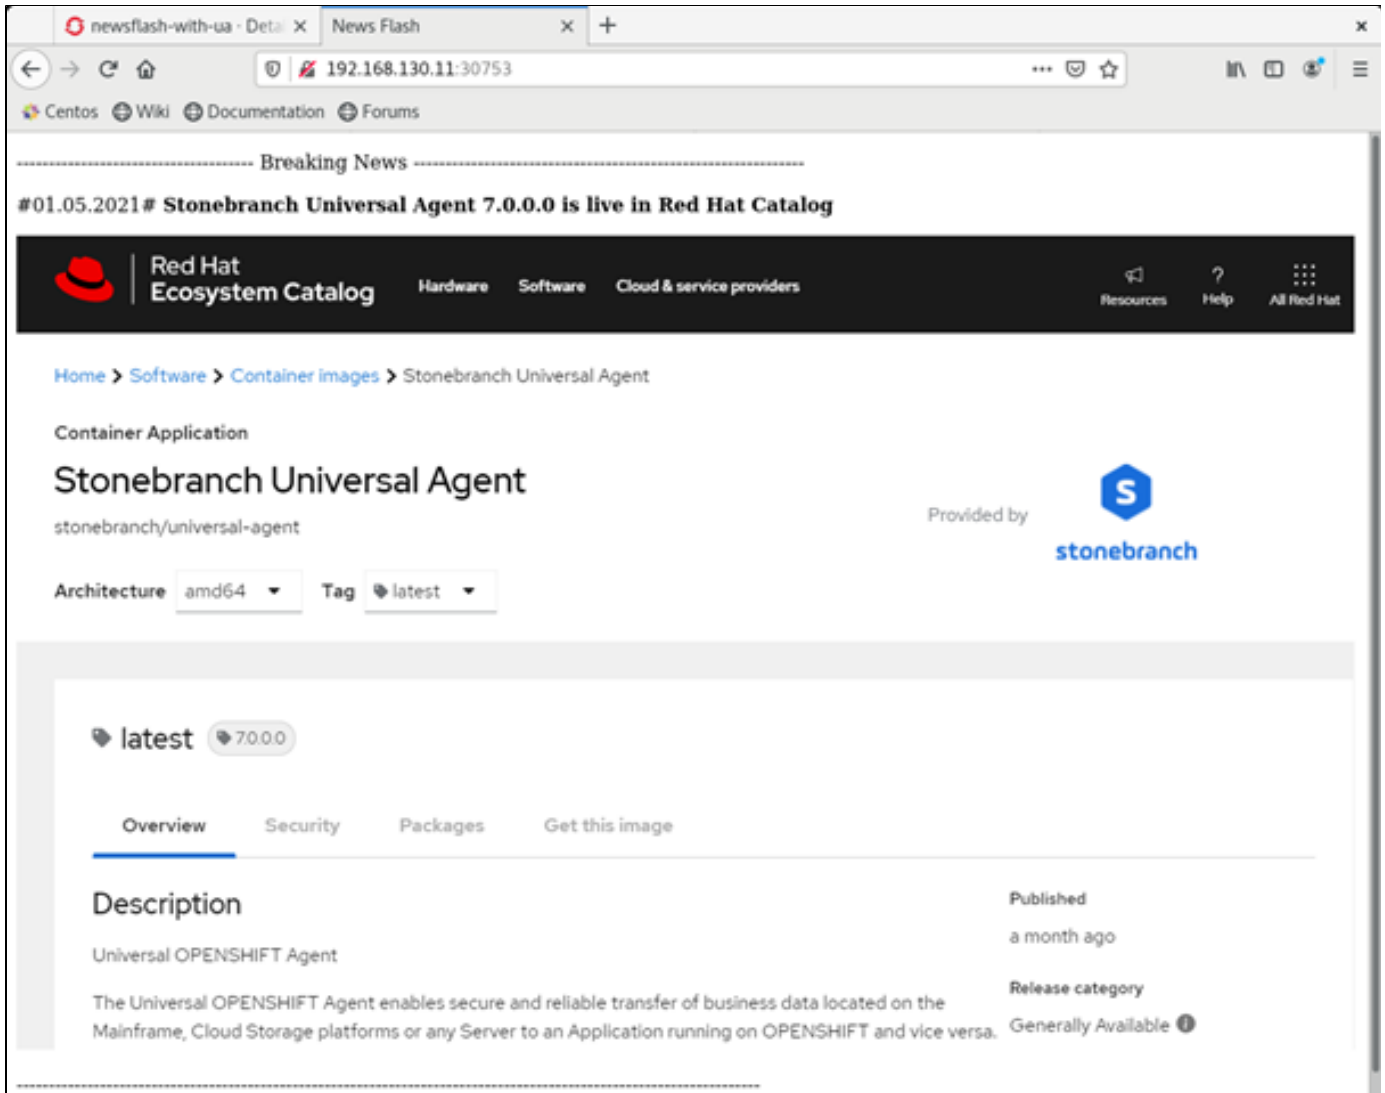 newsflash-with-ua · Deta
News Flash
192.168.130.11:30753
Centos Wiki Documentation Forums
------------------------------------- Breaking News -------------------------------------------------------------
#01.05.2021# Stonebranch Universal Agent 7.0.0.0 is live in Red Hat Catalog
Red Hat
Ecosystem Catalog
Hardware Software Cloud & service providers
Resources Help All Red Hat
Home > Software > Container images > Stonebranch Universal Agent
Container Application
Stonebranch Universal Agent
stonebranch/universal-agent
Provided by
S
stonebranch
Architecture amd64 Tag latest
latest 7.0.0.0
Overview Security Packages Get this image
Description
Universal OPENSHIFT Agent
The Universal OPENSHIFT Agent enables secure and reliable transfer of business data located on the
Mainframe, Cloud Storage platforms or any Server to an Application running on OPENSHIFT and vice versa.
Published
a month ago
Release category
Generally Available
--------------------------------------------------------------------------------------------------------------------